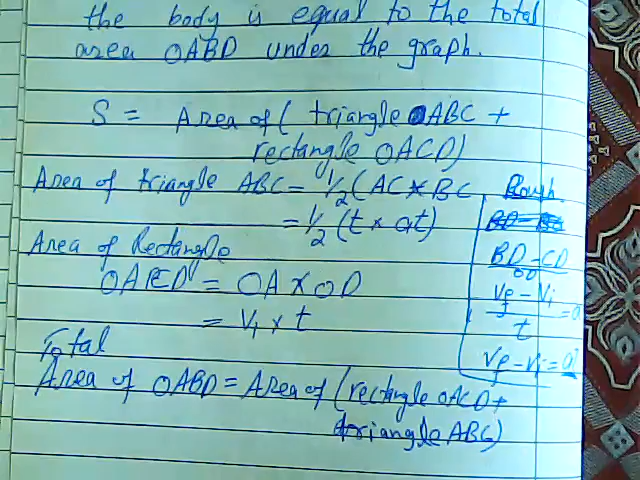 the body is equal to the total
area OABD under the graph.
S = Area of ( triangle ABC +
rectangle OACD)
Area of triangle ABC = 1/2 (AC × BC
= 1/2 (t × at)
Area of Rectangle
OACD = OA × OD
= Vi × t
Total
Area of OABD = Area of (rectangle OACD +
triangle ABC)
Rough
BD - CD
OD
Vf - Vi = a
t
Vf - Vi = at